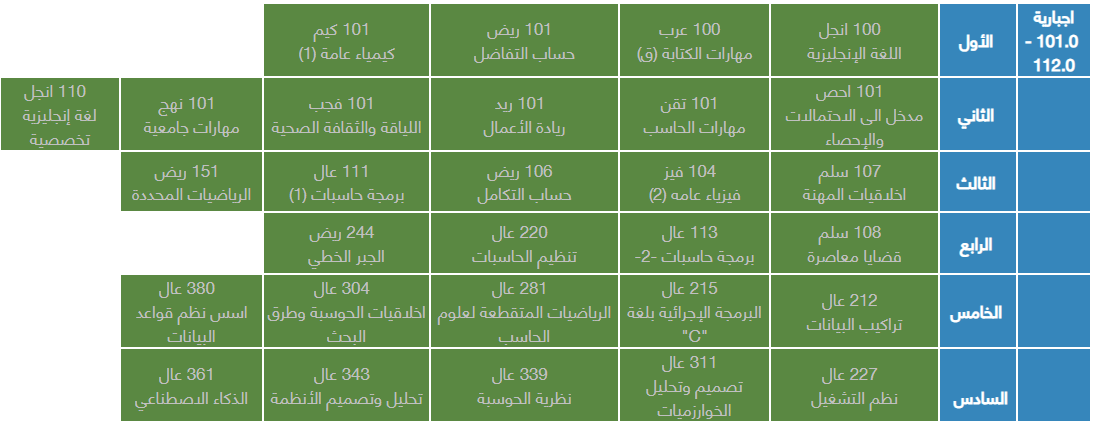 اجبارية
101.0 -
112.0
الأول
100 انجل
اللغة الإنجليزية
100 عرب
مهارات الكتابة (ق)
101 ريض
حساب التفاضل
101 كيم
كيمياء عامة (1)
الثاني
101 احص
مدخل الى الاحتمالات
والإحصاء
101 تقن
مهارات الحاسب
101 ريد
ريادة الأعمال
101 فجب
اللياقة والثقافة الصحية
101 نهج
مهارات جامعية
110 انجل
لغة إنجليزية
تخصصية
الثالث
107 سلم
اخلاقيات المهنة
104 فيز
فيزياء عامه (2)
106 ريض
حساب التكامل
111 عال
برمجة حاسبات (1)
151 ريض
الرياضيات المحددة
الرابع
108 سلم
قضايا معاصرة
113 عال
برمجة حاسبات -2-
220 عال
تنظيم الحاسبات
244 ريض
الجبر الخطي
الخامس
212 عال
تراكيب البيانات
215 عال
البرمجة الإجرائية بلغة
"C"
281 عال
الرياضيات المتقطعة لعلوم
الحاسب
304 عال
اخلاقيات الحوسبة وطرق
البحث
380 عال
اسس نظم قواعد
البيانات
السادس
227 عال
نظم التشغيل
311 عال
تصميم وتحليل
الخوارزميات
339 عال
نظرية الحوسبة
343 عال
تحليل وتصميم الأنظمة
361 عال
الذكاء الاصطناعي